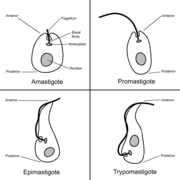 Anterior
Flagellum
Basal
Body
Kinetoplast
Nucleus
Posterior
Amastigote
Anterior
Posterior
Promastigote
Anterior
Posterior
Epimastigote
Anterior
Posterior
Trypomastigote